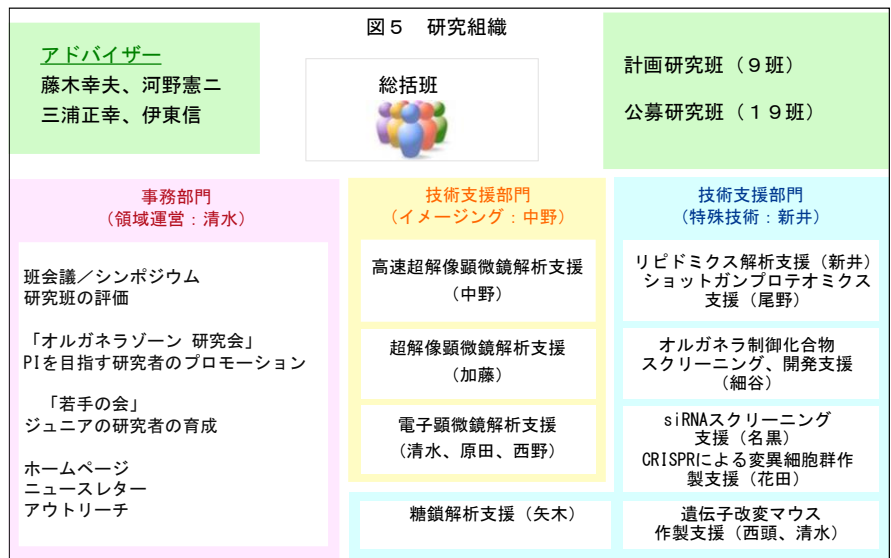 図５　研究組織
アドバイザー
藤木幸夫、河野憲二
三浦正幸、伊東信
総括班
計画研究班（９班）
公募研究班（１９班）
事務部門
（領域運営：清水）
班会議／シンポジウム
研究班の評価
「オルガネラゾーン 研究会」
PIを目指す研究者のプロモーション
「若手の会」
ジュニアの研究者の育成
ホームページ
ニュースレター
アウトリーチ
技術支援部門
（イメージング：中野）
高速超解像顕微鏡解析支援
（中野）
超解像顕微鏡解析支援
（加藤）
電子顕微鏡解析支援
（清水、原田、西野）
糖鎖解析支援（矢木）
技術支援部門
（特殊技術：新井）
リピドミクス解析支援（新井）
ショットガンプロテオミクス
支援（尾野）
オルガネラ制御化合物
スクリーニング、開発支援
（細谷）
siRNAスクリーニング
支援（名黒）
CRISPRによる変異細胞群作
製支援（花田）
遺伝子改変マウス
作製支援（西頭、清水）